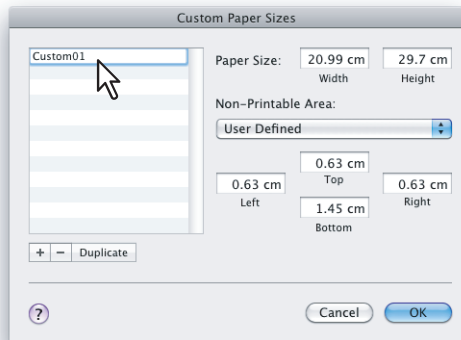 Custom Paper Sizes
Custom01
Paper Size: 20.99 cm 29.7 cm
Width Height
Non-Printable Area:
User Defined
0.63 cm
Top
0.63 cm 0.63 cm
Left Right
1.45 cm
Bottom
+ − Duplicate
? Cancel OK